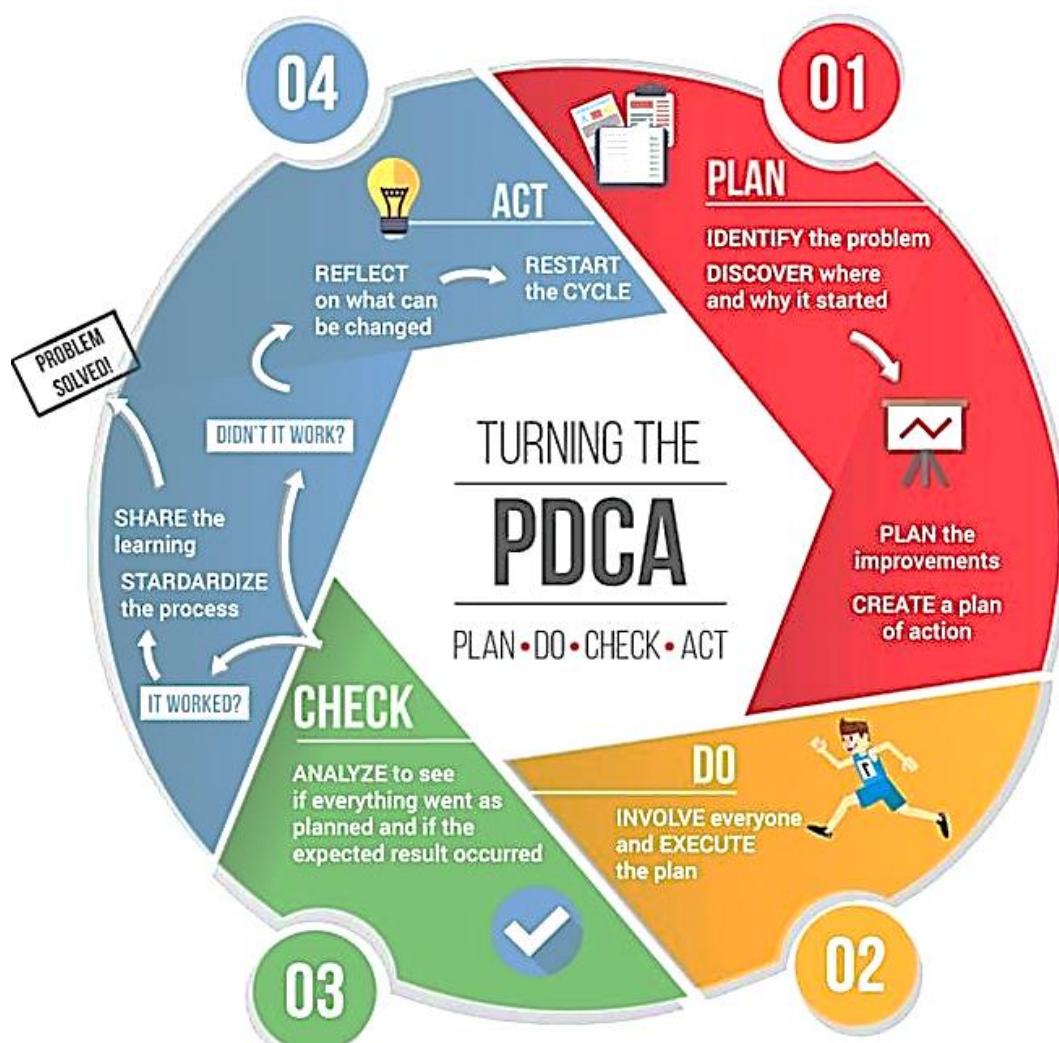 04
01
PLAN
IDENTIFY the problem
DISCOVER where
and why it started
PLAN the
improvements
CREATE a plan
of action
02
DO
INVOLVE everyone
and EXECUTE
the plan
1
03
CHECK
ANALYZE to see
if everything went as
planned and if the
expected result occurred
IT WORKED?
STARDARDIZE
the process
SHARE the
learning
PROBLEM
SOLVED!
DIDN'T IT WORK?
ACT
REFLECT
on what can
be changed
RESTART
the CYCLE
TURNING THE
PDCA
PLAN • DO • CHECK • ACT